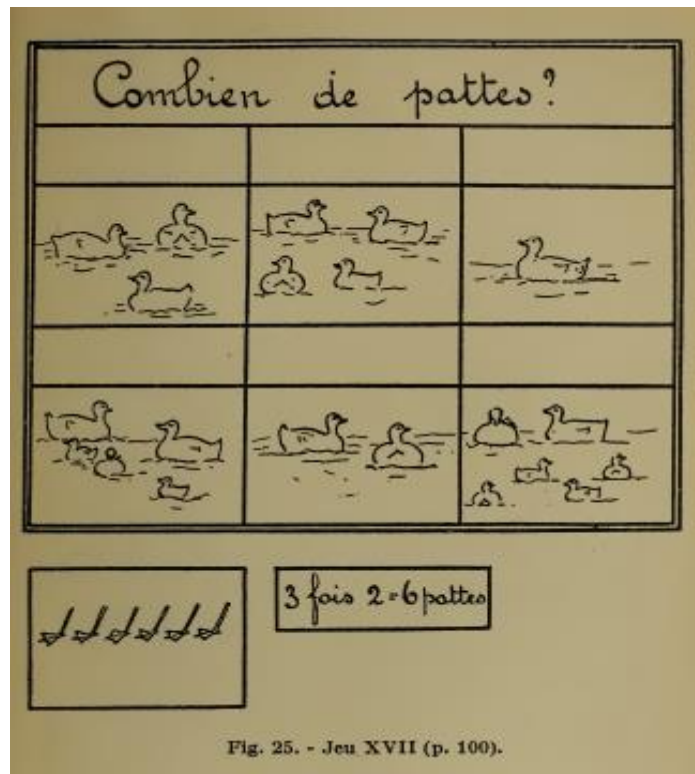 Combien de pattes?
3 fois 2 = 6 pattes
Fig. 25. - Jeu XVII (p. 100).